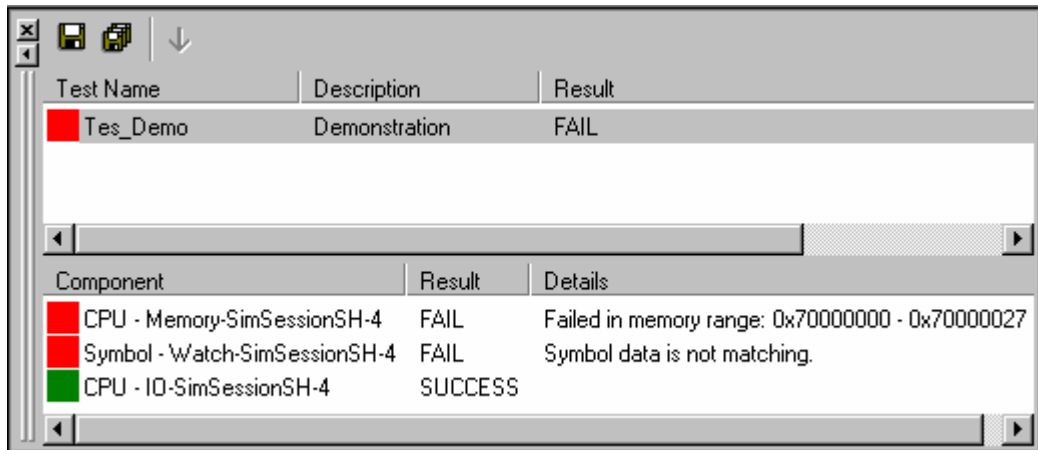 Test Name Description Result
Tes_Demo Demonstration FAIL
Component Result Details
CPU - Memory-SimSessionSH-4 FAIL Failed in memory range: 0x70000000 - 0x70000027
Symbol - Watch-SimSessionSH-4 FAIL Symbol data is not matching.
CPU - IO-SimSessionSH-4 SUCCESS